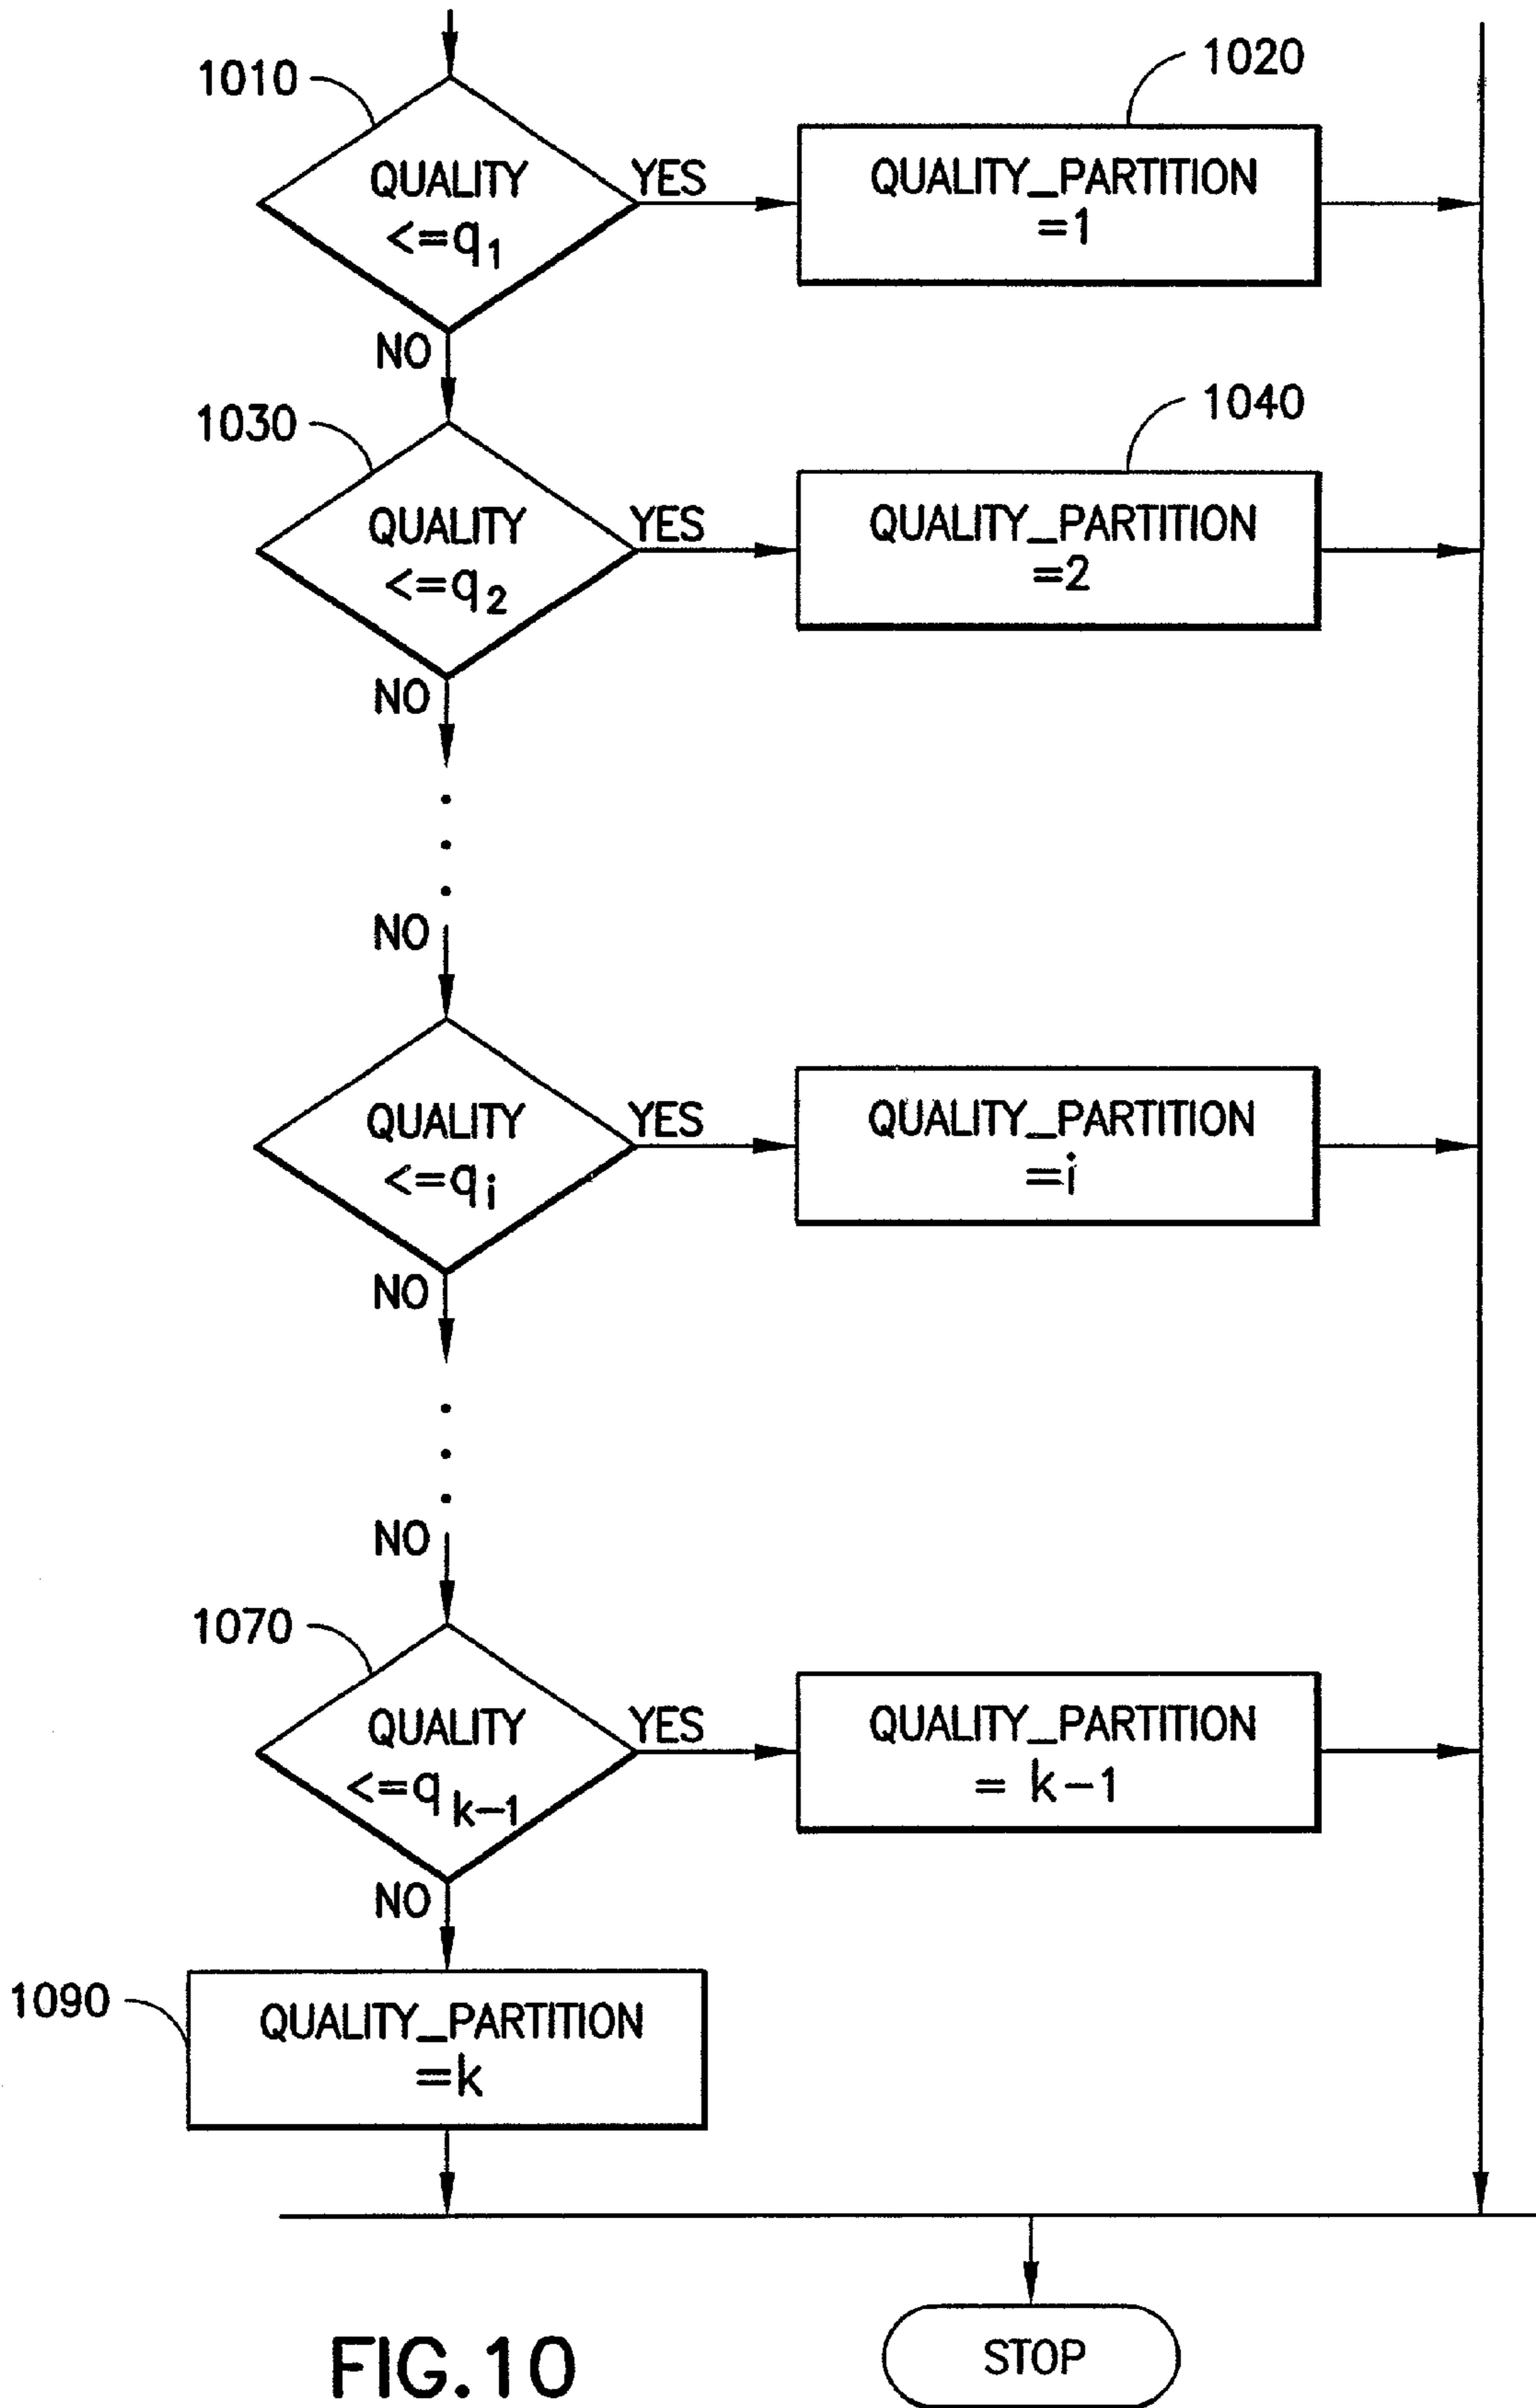 1010
QUALITY
<=q1
YES
1020
QUALITY_PARTITION
=1
NO
1030
QUALITY
<=q2
YES
1040
QUALITY_PARTITION
=2
NO
NO
QUALITY
<=qi
YES
QUALITY_PARTITION
=i
NO
NO
1070
QUALITY
<=qk-1
YES
QUALITY_PARTITION
= k-1
NO
1090
QUALITY_PARTITION
=k
STOP
FIG.10